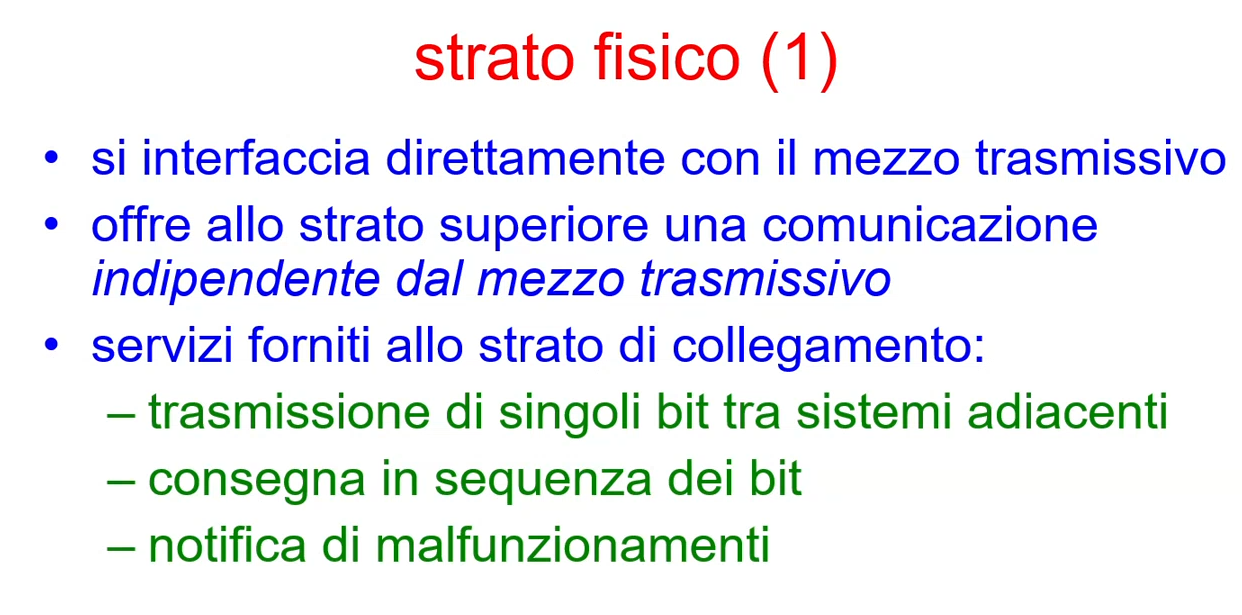 strato fisico (1)
• si interfaccia direttamente con il mezzo trasmissivo
• offre allo strato superiore una comunicazione
indipendente dal mezzo trasmissivo
• servizi forniti allo strato di collegamento:
– trasmissione di singoli bit tra sistemi adiacenti
– consegna in sequenza dei bit
– notifica di malfunzionamenti